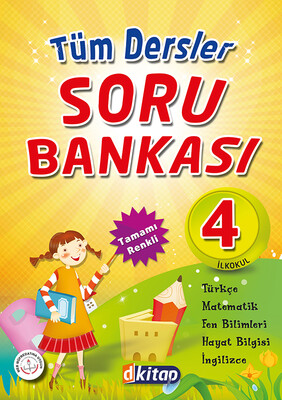 Tüm Dersler
SORU
BANKASI
Tamamı
Renkli
4
İLKOKUL
Türkçe
Matematik
Fen Bilimleri
Hayat Bilgisi
İngilizce
dkitap